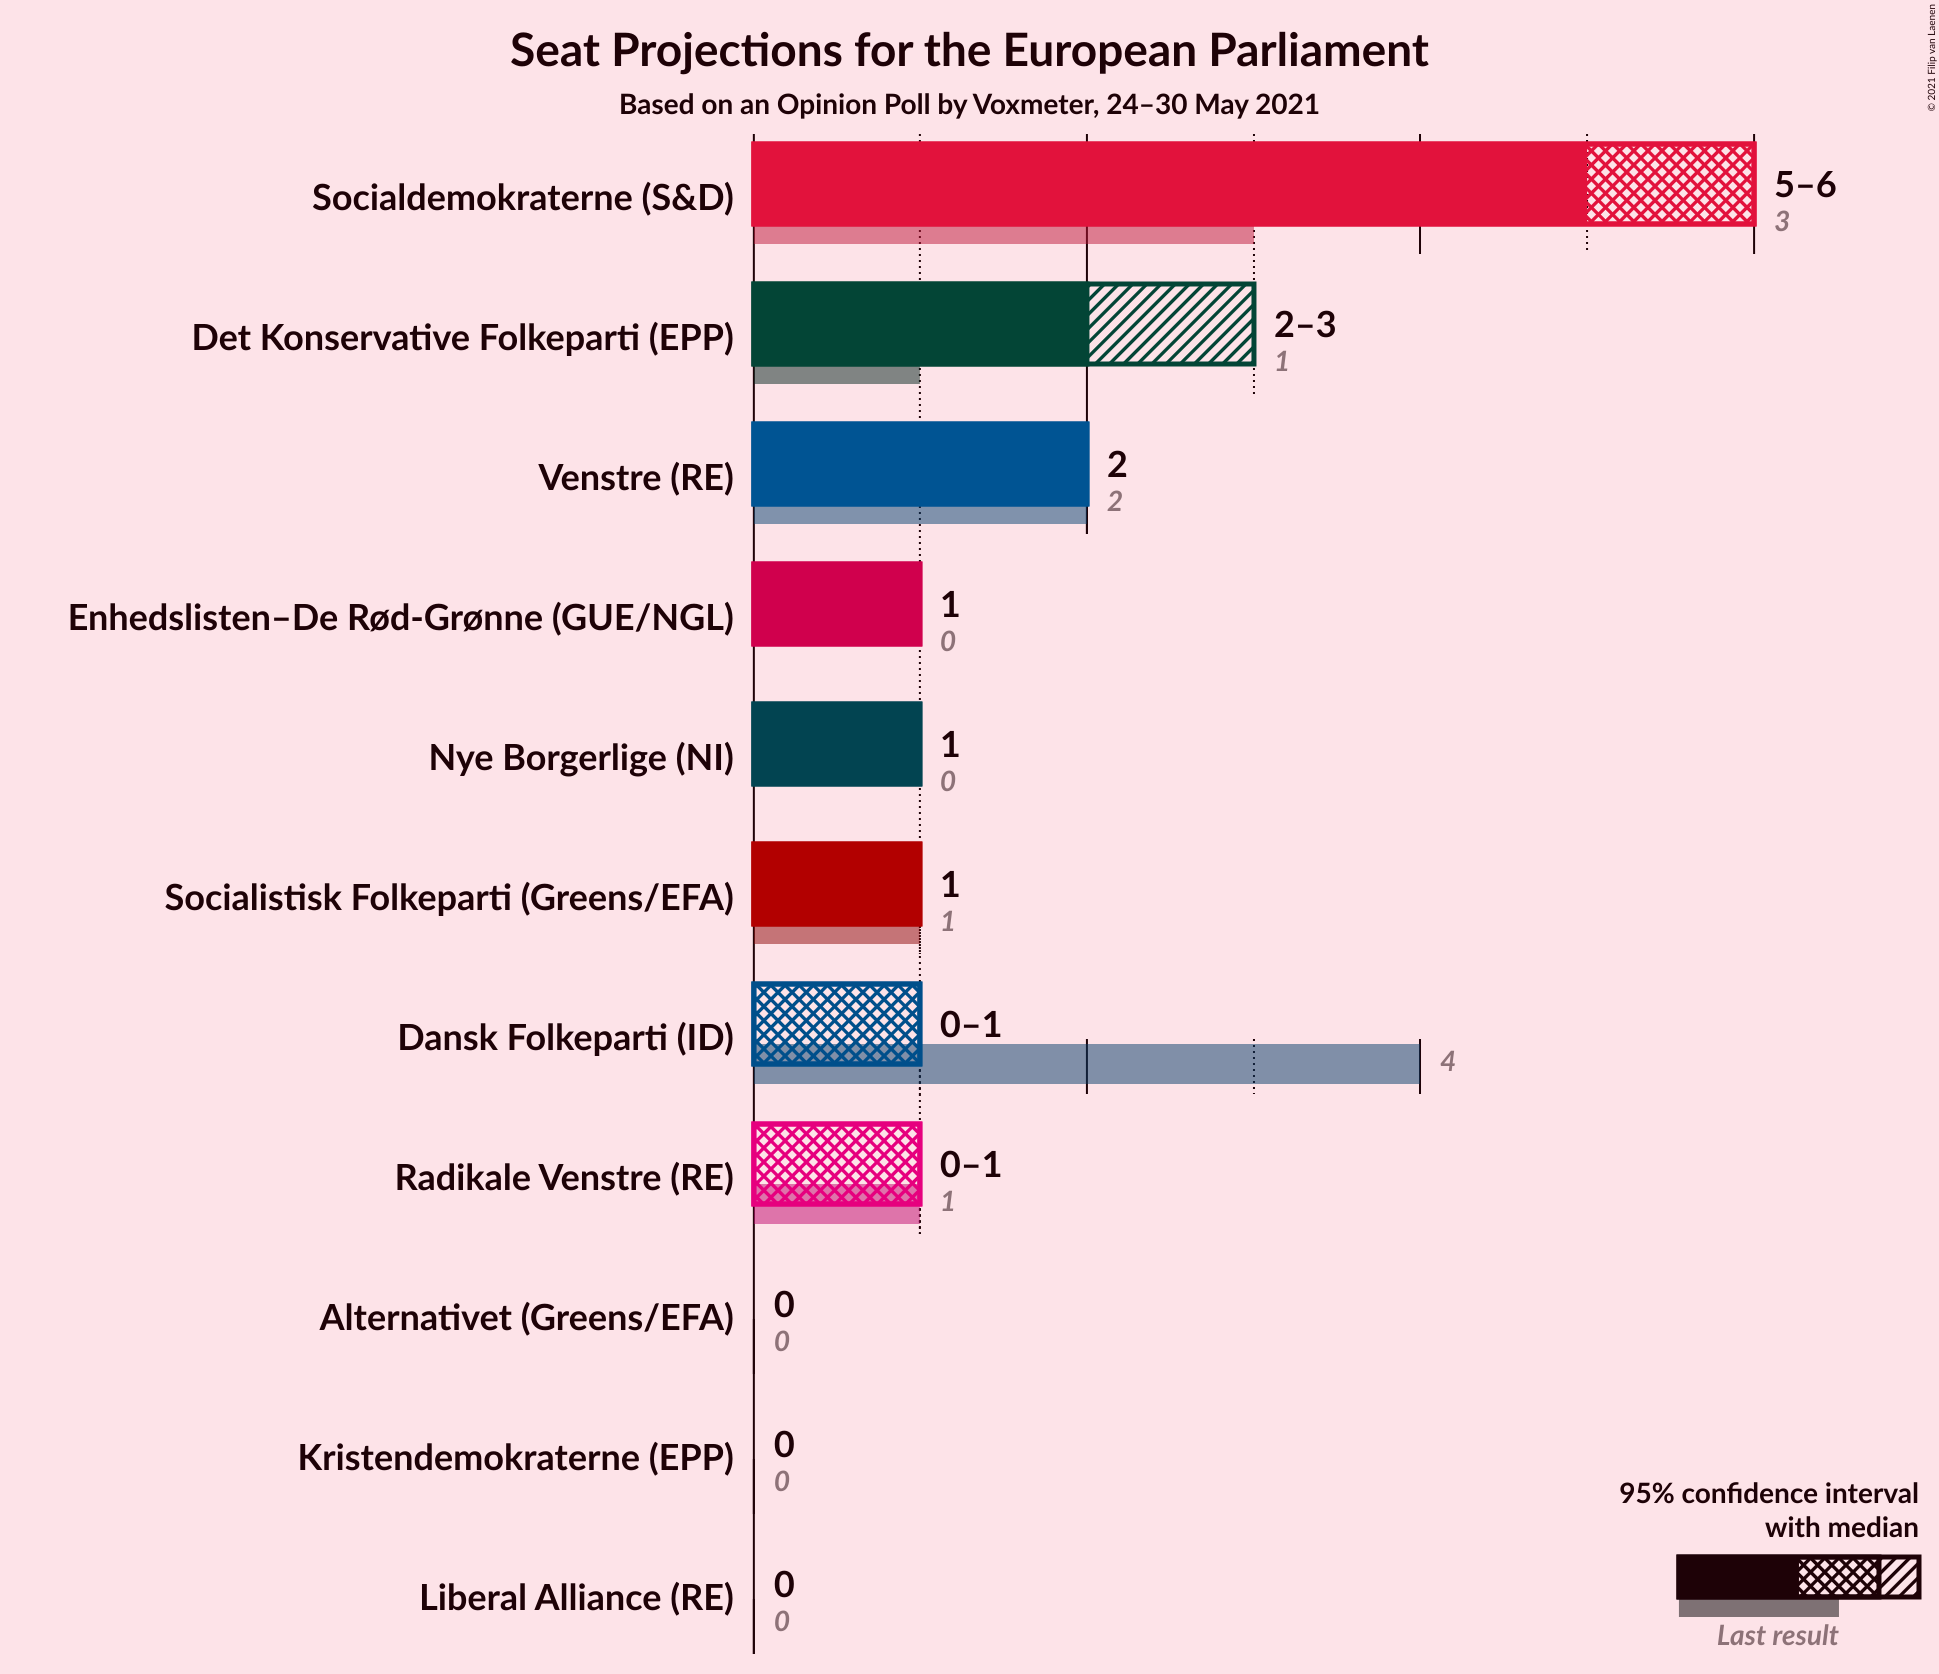 Seat Projections for the European Parliament
Based on an Opinion Poll by Voxmeter, 24–30 May 2021
© 2021 Filip van Laenen
Socialdemokraterne (S&D)
5–6
3
Det Konservative Folkeparti (EPP)
2–3
1
Venstre (RE)
2
2
Enhedslisten–De Rød-Grønne (GUE/NGL)
1
0
Nye Borgerlige (NI)
1
0
Socialistisk Folkeparti (Greens/EFA)
1
1
Dansk Folkeparti (ID)
0–1
4
Radikale Venstre (RE)
0–1
1
Alternativet (Greens/EFA)
0
0
Kristendemokraterne (EPP)
0
0
Liberal Alliance (RE)
0
0
95% confidence interval
with median
Last result